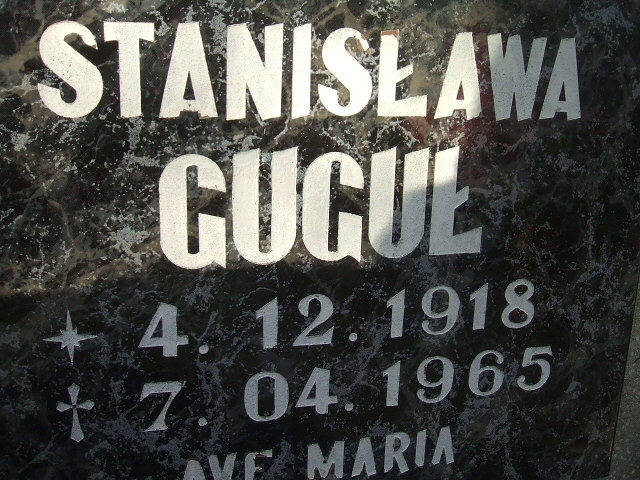 STANISŁAWA
GUGUŁ
4. 12. 1918
7. 04. 1965
AVE MARIA